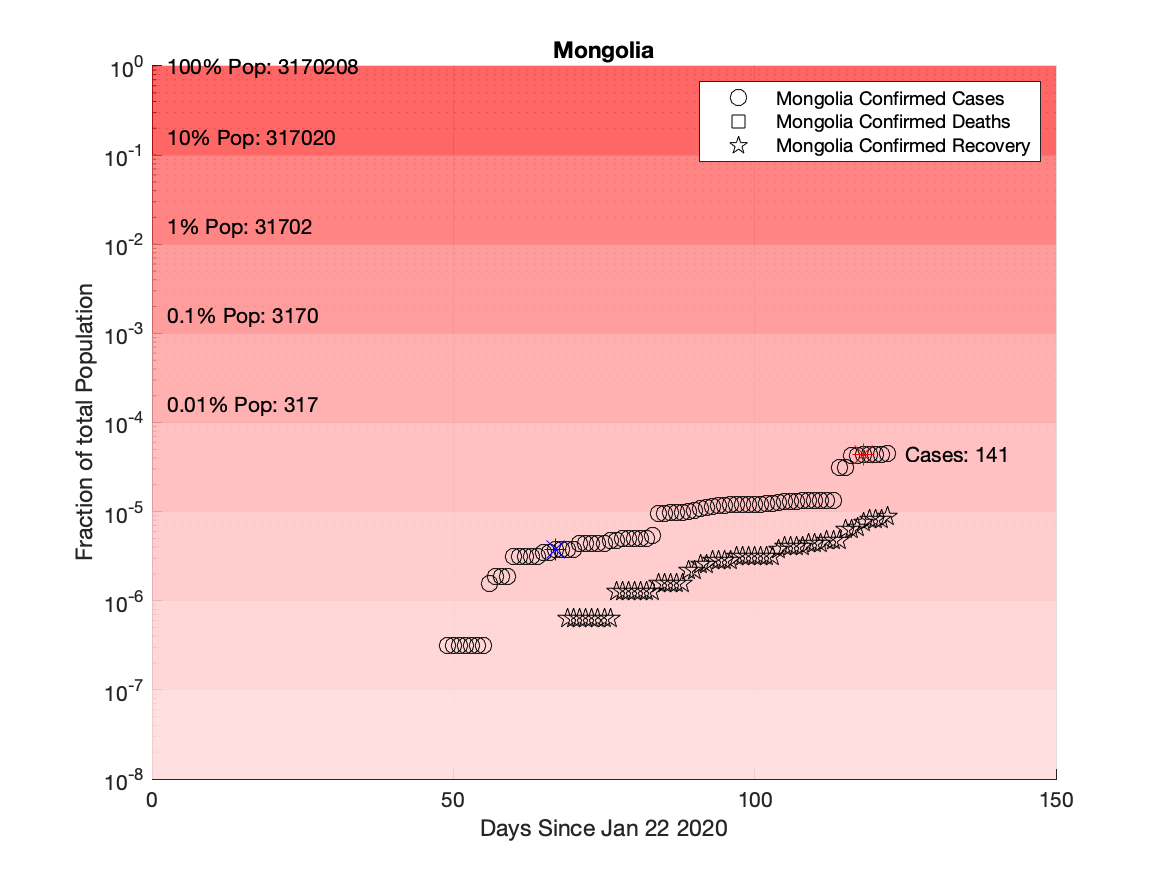 Mongolia
10^0
100% Pop: 3170208
Mongolia Confirmed Cases
Mongolia Confirmed Deaths
Mongolia Confirmed Recovery
10% Pop: 317020
10^-1
1% Pop: 31702
10^-2
0.1% Pop: 3170
10^-3
0.01% Pop: 317
10^-4
Cases: 141
10^-5
10^-6
10^-7
10^-8
Fraction of total Population
0 50 100 150
Days Since Jan 22 2020